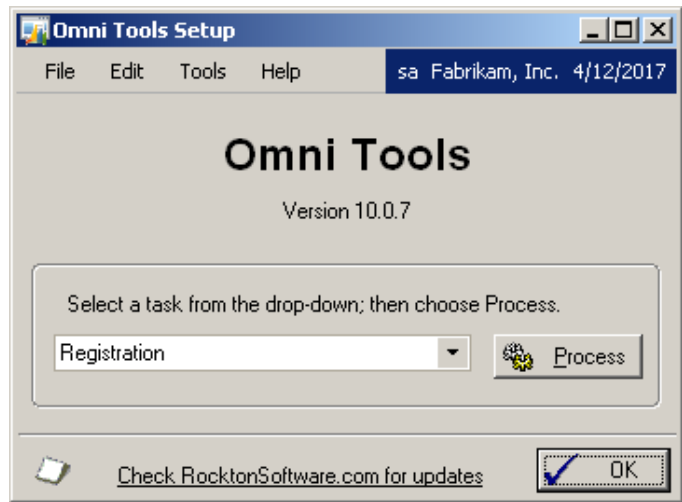 Omni Tools Setup
File Edit Tools Help sa Fabrikam, Inc. 4/12/2017
Omni Tools
Version 10.0.7
Select a task from the drop-down; then choose Process.
Registration Process
Check RocktonSoftware.com for updates OK